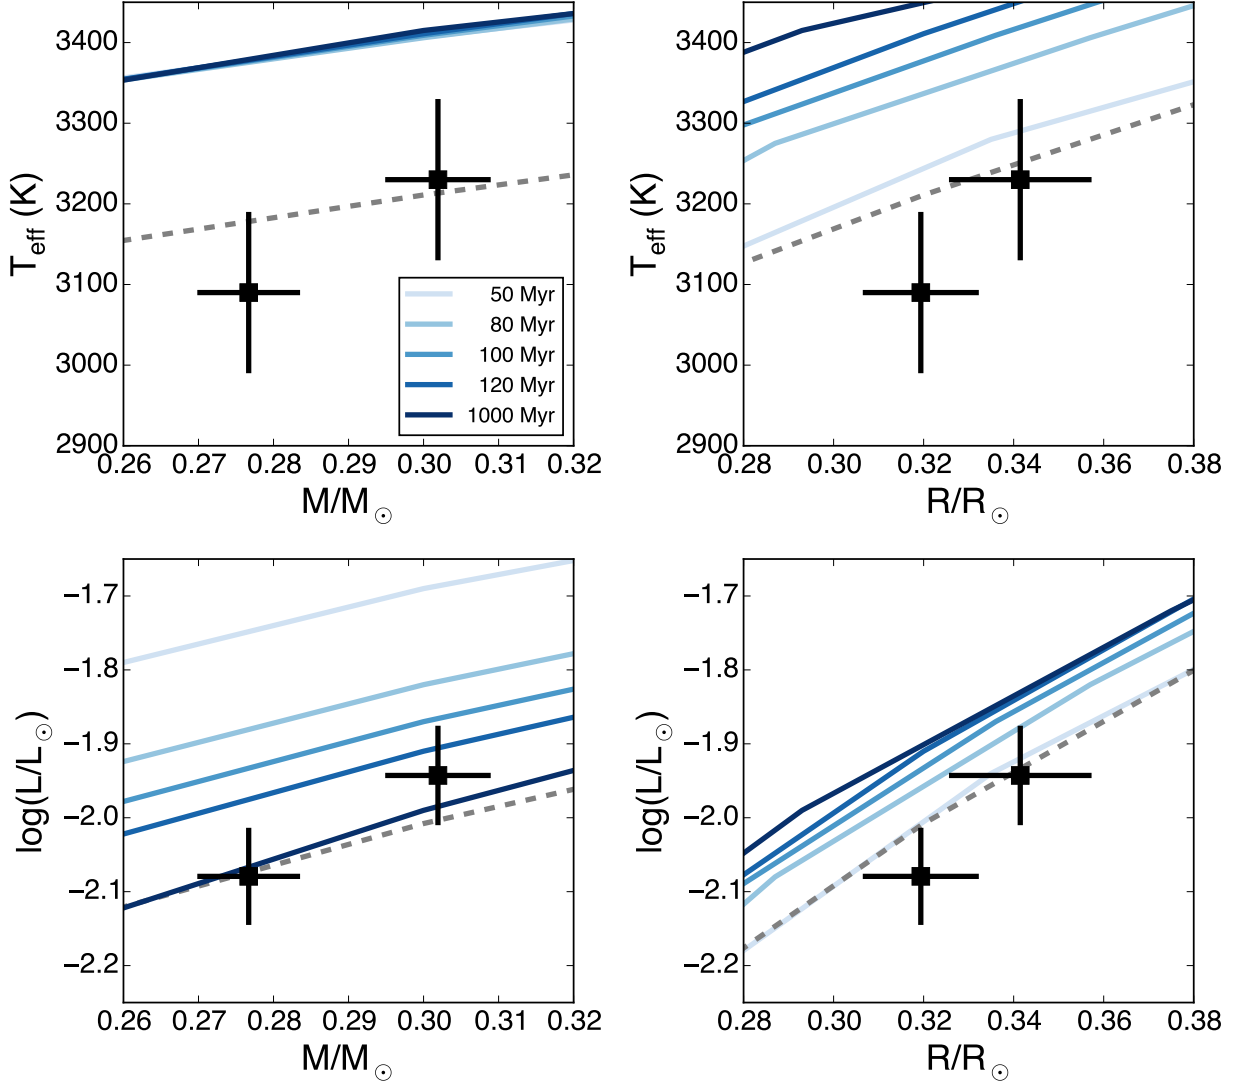 3400
3300
3200
3100
3000
2900
T_eff (K)
0.26 0.27 0.28 0.29 0.30 0.31 0.32
M/M☉
50 Myr
80 Myr
100 Myr
120 Myr
1000 Myr
3400
3300
3200
3100
3000
2900
T_eff (K)
0.28 0.30 0.32 0.34 0.36 0.38
R/R☉
−1.7
−1.8
−1.9
−2.0
−2.1
−2.2
log(L/L☉)
0.26 0.27 0.28 0.29 0.30 0.31 0.32
M/M☉
−1.7
−1.8
−1.9
−2.0
−2.1
−2.2
log(L/L☉)
0.28 0.30 0.32 0.34 0.36 0.38
R/R☉